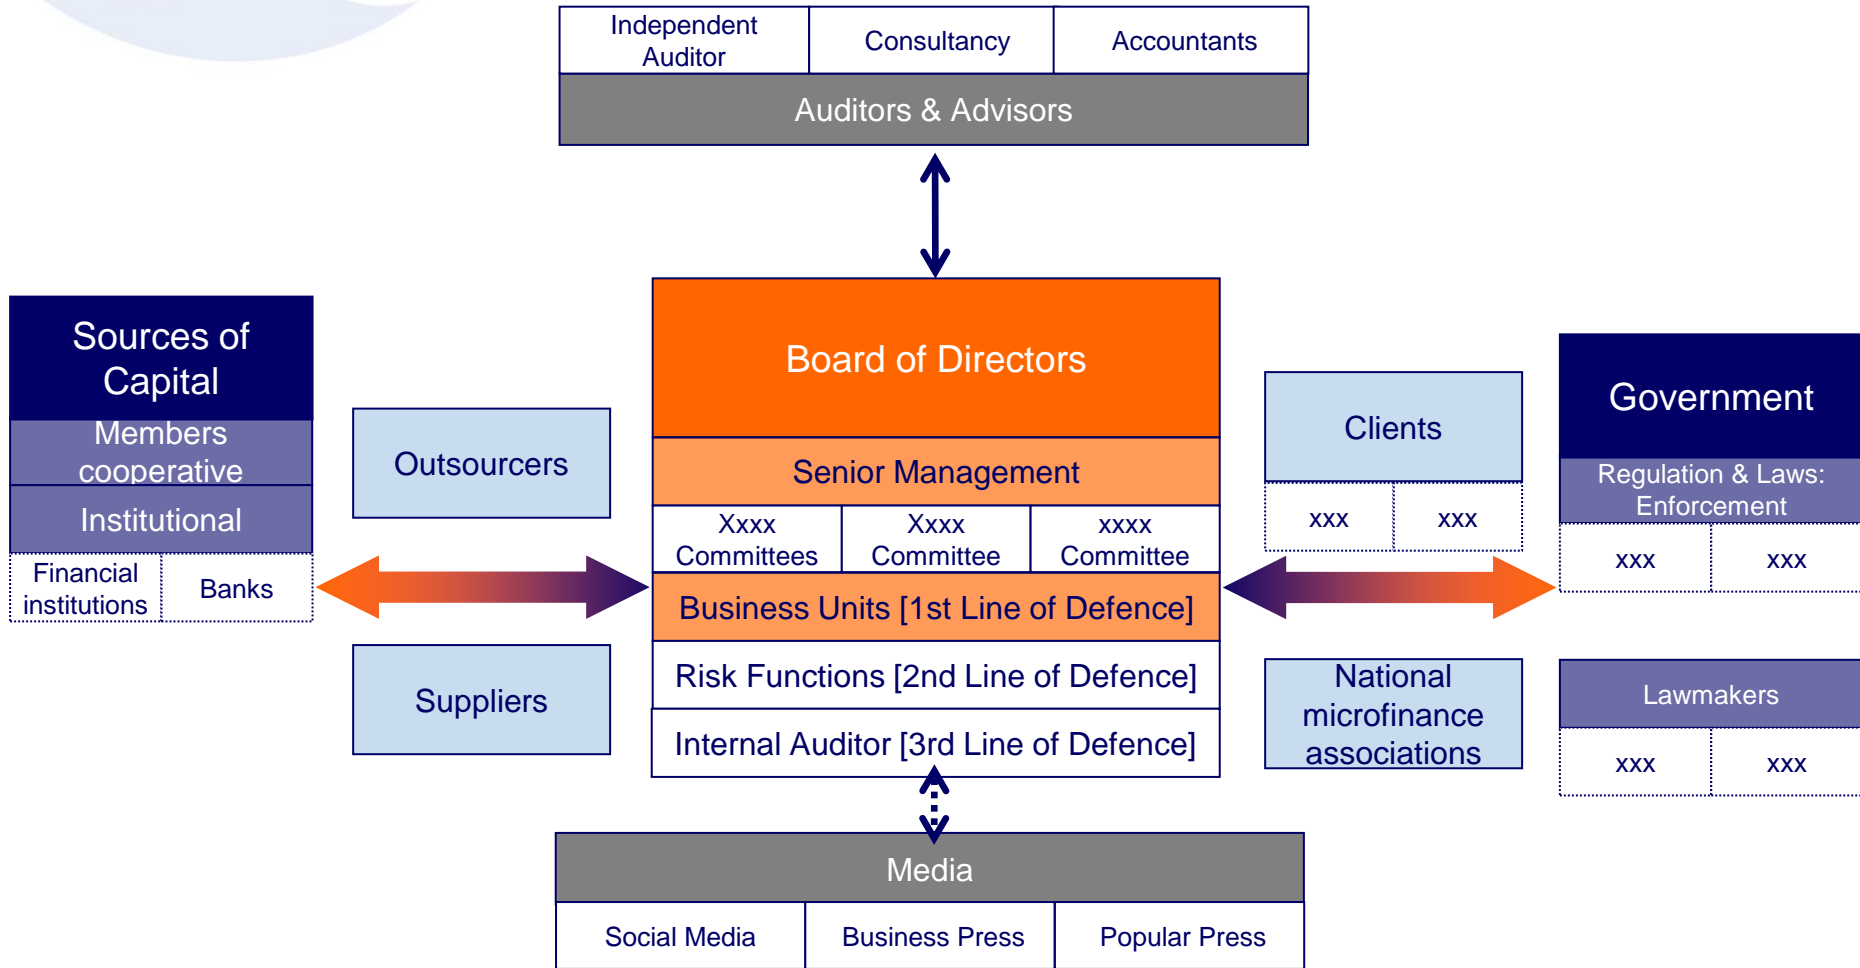 Independent
Auditor
Consultancy
Accountants
Auditors & Advisors
Sources of
Capital
Members
cooperative
Institutional
Financial
institutions
Banks
Outsourcers
Suppliers
Board of Directors
Senior Management
Xxxx
Committees
Xxxx
Committee
xxxx
Committee
Business Units [1st Line of Defence]
Risk Functions [2nd Line of Defence]
Internal Auditor [3rd Line of Defence]
Clients
xxx
xxx
National
microfinance
associations
Government
Regulation & Laws:
Enforcement
xxx
xxx
Lawmakers
xxx
xxx
Media
Social Media
Business Press
Popular Press